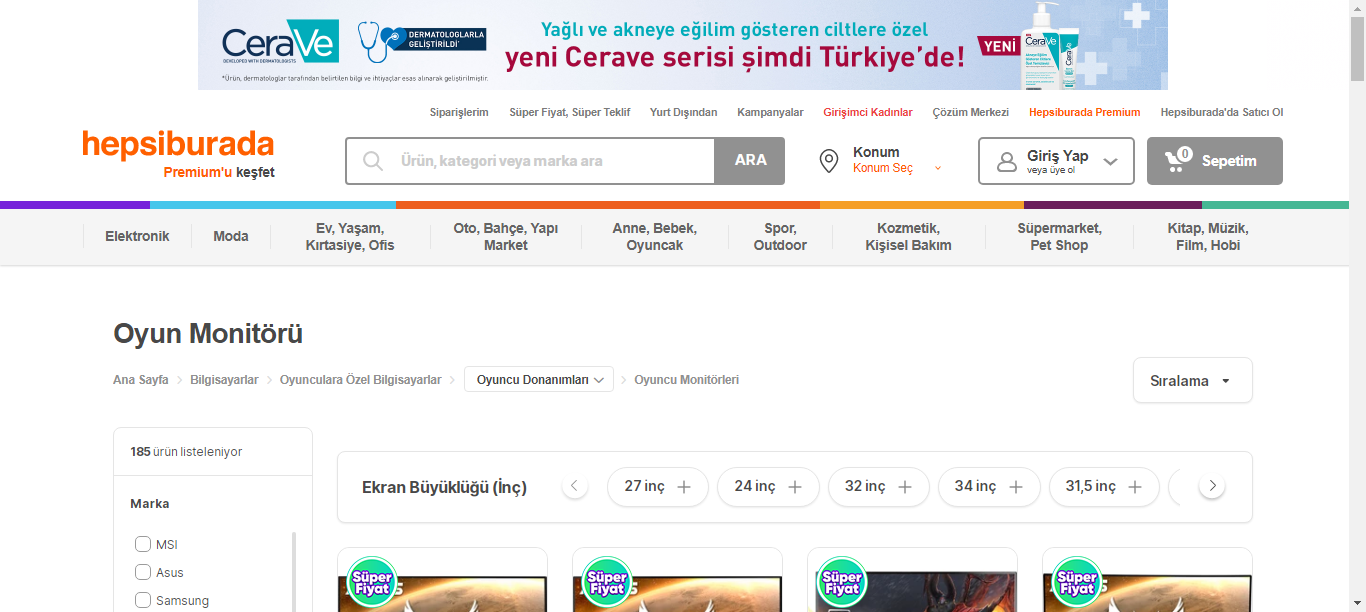 CeraVe
DEVELOPED WITH DERMATOLOGISTS
DERMATOLOGLARLA
GELİŞTİRİLDİ*
*Ürün, dermatologlar tarafından belirtilen bilgi ve ihtiyaçlar esas alınarak geliştirilmiştir.
Yağlı ve akneye eğilim gösteren ciltlere özel
yeni Cerave serisi şimdi Türkiye'de!
YENİ
CeraVe
CeraVe
Siparişlerim
Süper Fiyat, Süper Teklif
Yurt Dışından
Kampanyalar
Girişimci Kadınlar
Çözüm Merkezi
Hepsiburada Premium
Hepsiburada'da Satıcı Ol
hepsiburada
Premium'u keşfet
Ürün, kategori veya marka ara
ARA
Konum
Konum Seç
Giriş Yap
veya üye ol
0
Sepetim
Elektronik
Moda
Ev, Yaşam,
Kırtasiye, Ofis
Oto, Bahçe, Yapı
Market
Anne, Bebek,
Oyuncak
Spor,
Outdoor
Kozmetik,
Kişisel Bakım
Süpermarket,
Pet Shop
Kitap, Müzik,
Film, Hobi
Oyun Monitörü
Ana Sayfa
Bilgisayarlar
Oyunculara Özel Bilgisayarlar
Oyuncu Donanımları
Oyuncu Monitörleri
Sıralama
185 ürün listeleniyor
Marka
MSI
Asus
Samsung
Ekran Büyüklüğü (İnç)
27 inç
24 inç
32 inç
34 inç
31,5 inç
Süper
Fiyat
Süper
Fiyat
Süper
Fiyat
Süper
Fiyat